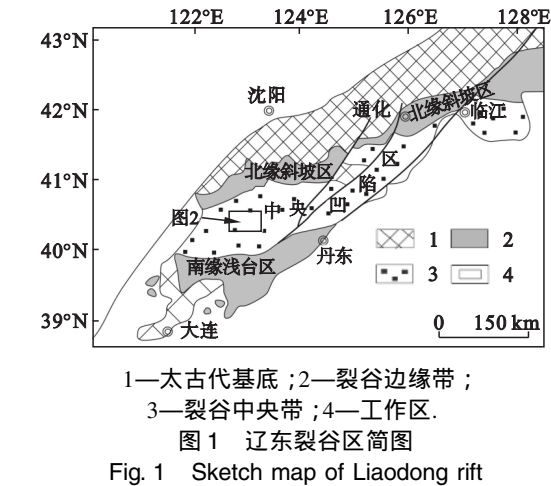 122°E 124°E 126°E 128°E
43°N
42°N
41°N
40°N
39°N
沈阳
通化
北缘斜坡区
临江
北缘斜坡区
中央凹陷区
图2
丹东
南缘浅台区
大连
1 2
3 4
0 150 km
1—太古代基底;2—裂谷边缘带;
3—裂谷中央带;4—工作区.
图 1 辽东裂谷区简图
Fig. 1 Sketch map of Liaodong rift